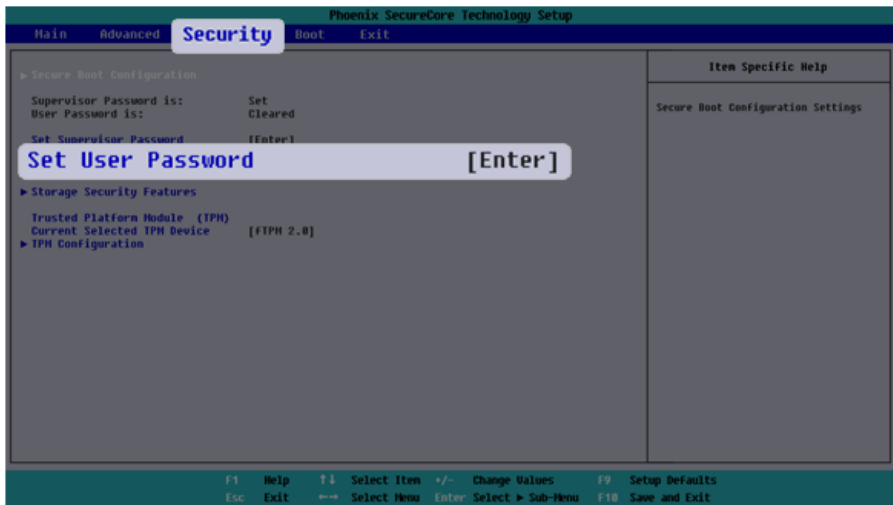 Phoenix SecureCore Technology Setup
Main Advanced Security Boot Exit
Item Specific Help
▶ Secure Boot Configuration
Secure Boot Configuration Settings
Supervisor Password is: Set
User Password is: Cleared
Set Supervisor Password [Enter]
Set User Password [Enter]
▶ Storage Security Features
Trusted Platform Module (TPM)
Current Selected TPM Device [fTPM 2.0]
▶ TPM Configuration
F1 Help ↑↓ Select Item +/- Change Values F9 Setup Defaults
Esc Exit ←→ Select Menu Enter Select ▶ Sub-Menu F10 Save and Exit